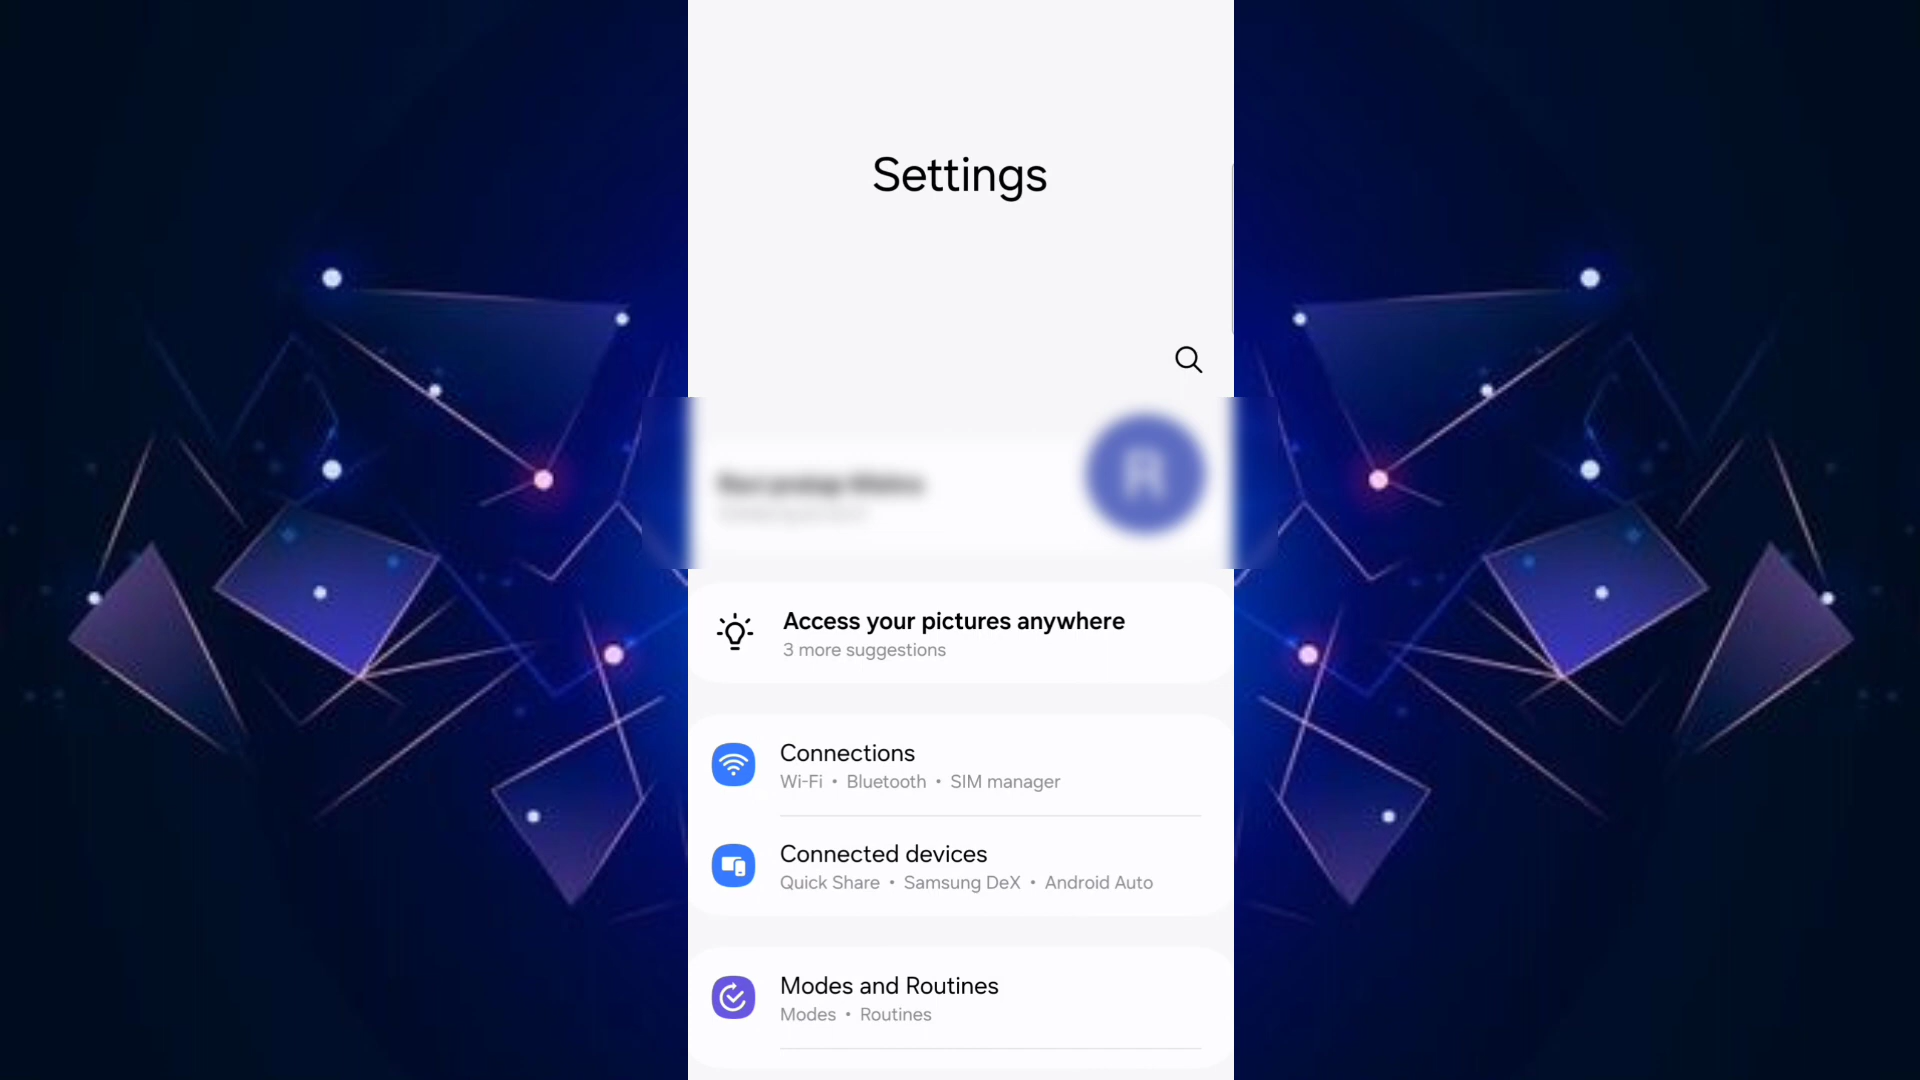 Settings
R
Access your pictures anywhere
3 more suggestions
Connections
Wi-Fi • Bluetooth • SIM manager
Connected devices
Quick Share • Samsung DeX • Android Auto
Modes and Routines
Modes • Routines